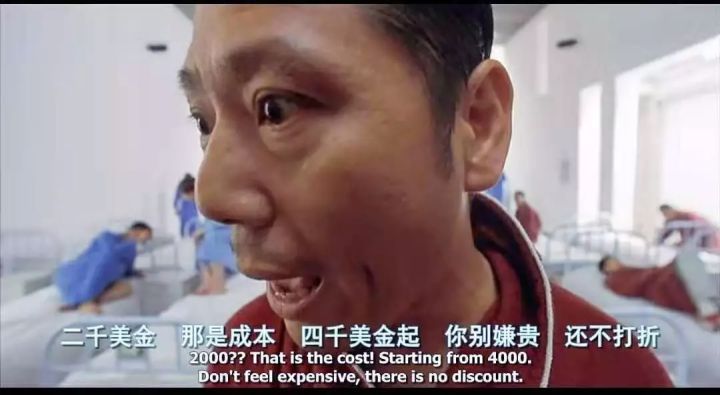 二千美金 那是成本 四千美金起 你别嫌贵 还不打折
2000?? That is the cost! Starting from 4000.
Don't feel expensive, there is no discount.